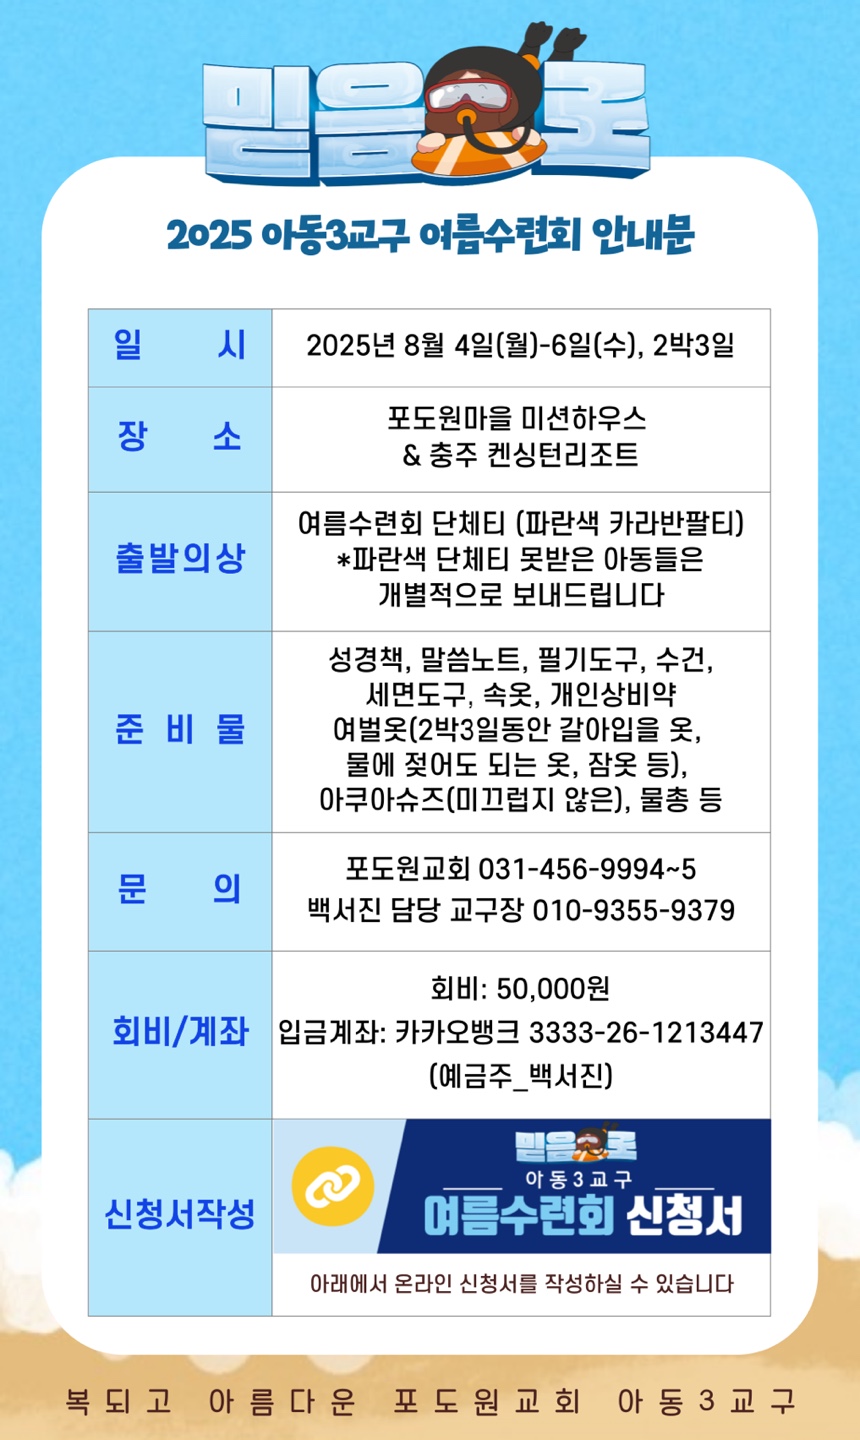 믿음 조
2025 아동3교구 여름수련회 안내문
일 시
2025년 8월 4일(월)-6일(수), 2박3일
장 소
포도원마을 미션하우스
& 충주 켄싱턴리조트
출발의상
여름수련회 단체티 (파란색 카라반팔티)
*파란색 단체티 못받은 아동들은
개별적으로 보내드립니다
준 비 물
성경책, 말씀노트, 필기도구, 수건,
세면도구, 속옷, 개인상비약
여벌옷(2박3일동안 갈아입을 옷,
물에 젖어도 되는 옷, 잠옷 등),
아쿠아슈즈(미끄럽지 않은), 물총 등
문 의
포도원교회 031-456-9994~5
백서진 담당 교구장 010-9355-9379
회비/계좌
회비: 50,000원
입금계좌: 카카오뱅크 3333-26-1213447
(예금주_백서진)
신청서작성
믿음 조
아동3교구
여름수련회 신청서
아래에서 온라인 신청서를 작성하실 수 있습니다
복되고 아름다운 포도원교회 아동3교구